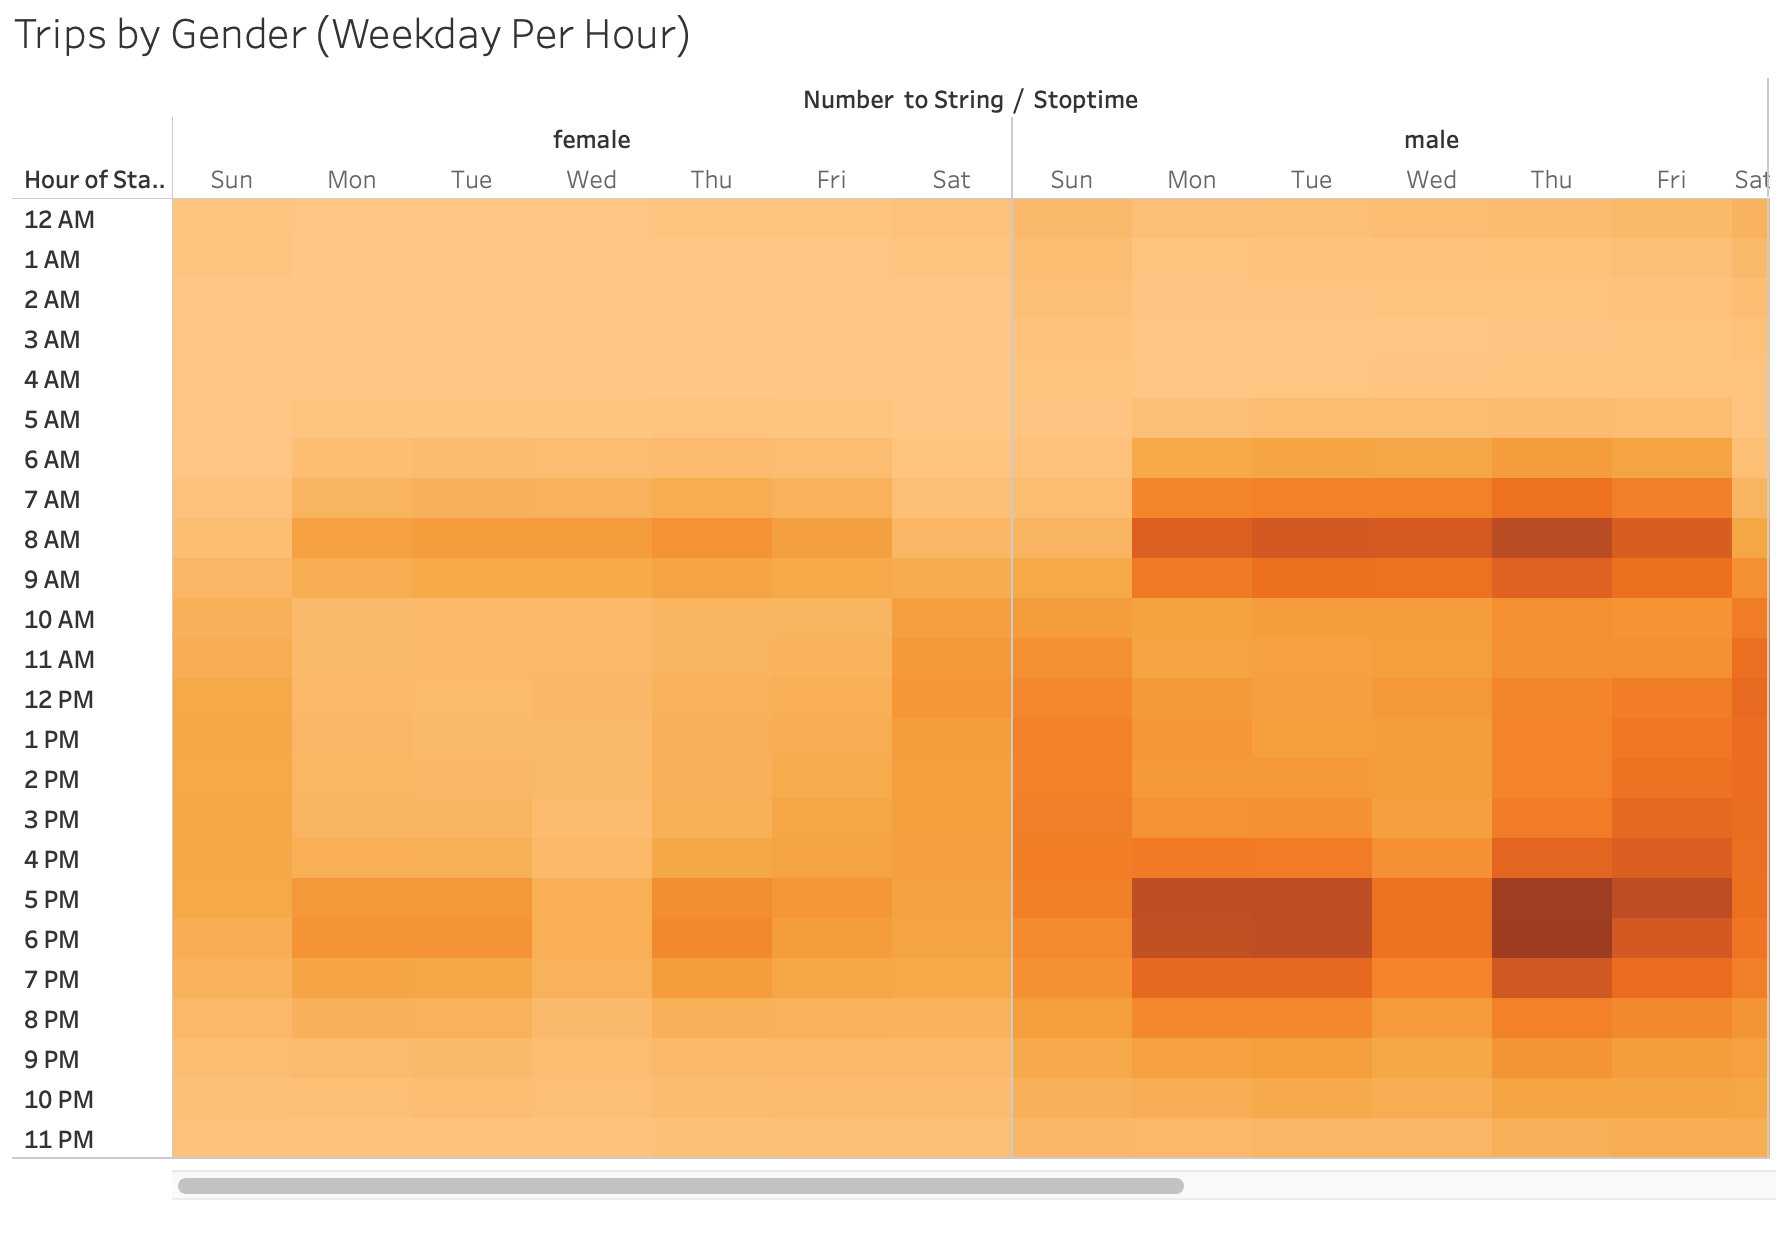 Trips by Gender (Weekday Per Hour)
Number to String / Stoptime
female male
Hour of Sta.. Sun Mon Tue Wed Thu Fri Sat Sun Mon Tue Wed Thu Fri Sat
12 AM
1 AM
2 AM
3 AM
4 AM
5 AM
6 AM
7 AM
8 AM
9 AM
10 AM
11 AM
12 PM
1 PM
2 PM
3 PM
4 PM
5 PM
6 PM
7 PM
8 PM
9 PM
10 PM
11 PM